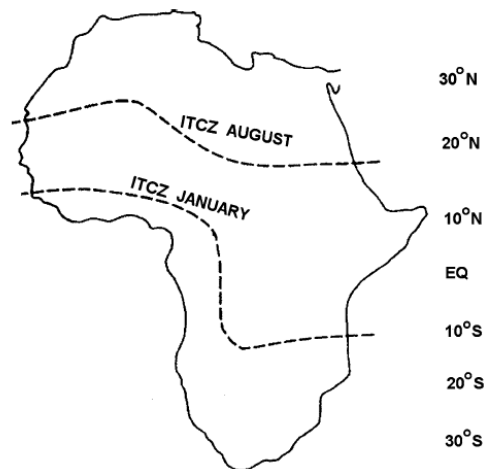 30°N
ITCZ AUGUST
20°N
ITCZ JANUARY
10°N
EQ
10°S
20°S
30°S